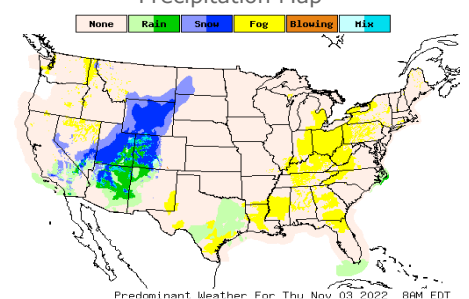 Precipitation Map
None Rain Snow Fog Blowing Mix
Predominant Weather For Thu Nov 03 2022 8AM EDT